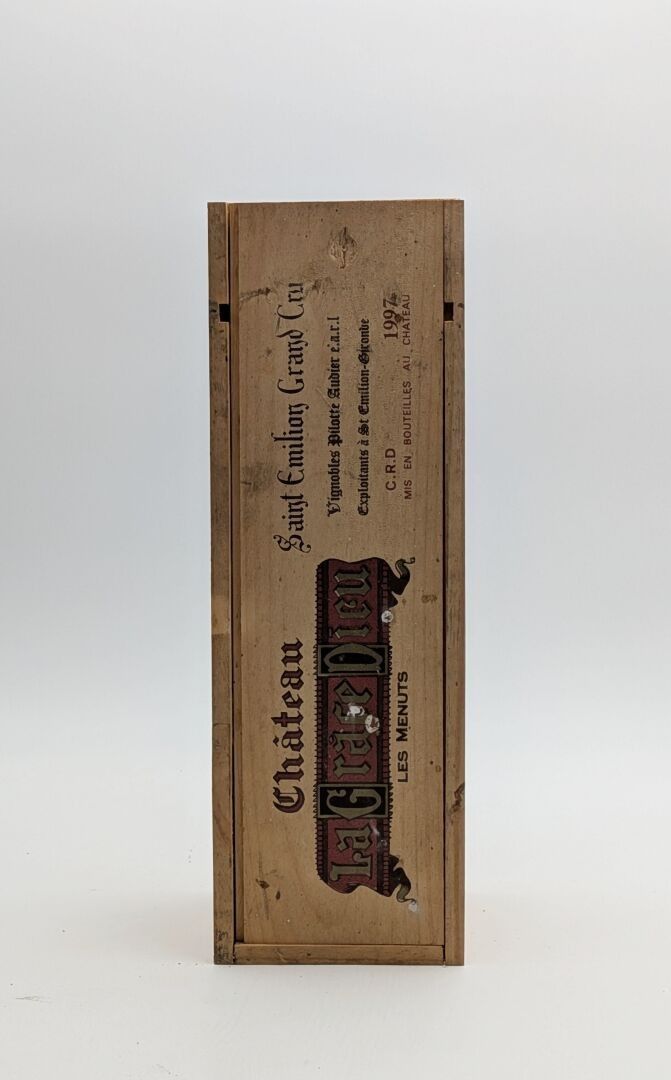 Château
La Grâce Dieu
LES MENUTS
Saint Emilion Grand Cru
Vignobles Pilotte Audier e.a.r.l
Exploitants à St Emilion-Gironde
C.R.D 1997
MIS EN BOUTEILLES AU CHATEAU